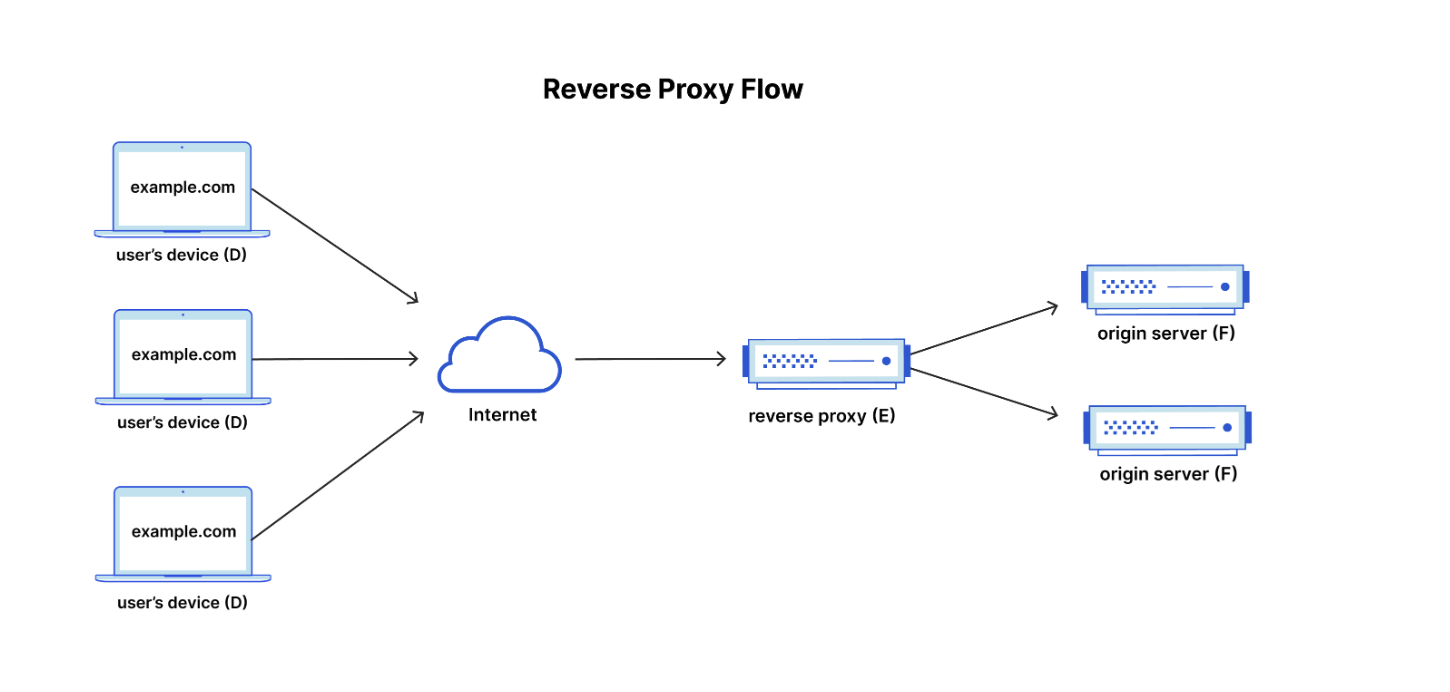 Reverse Proxy Flow
example.com
user’s device (D)
example.com
user’s device (D)
example.com
user’s device (D)
Internet
reverse proxy (E)
origin server (F)
origin server (F)